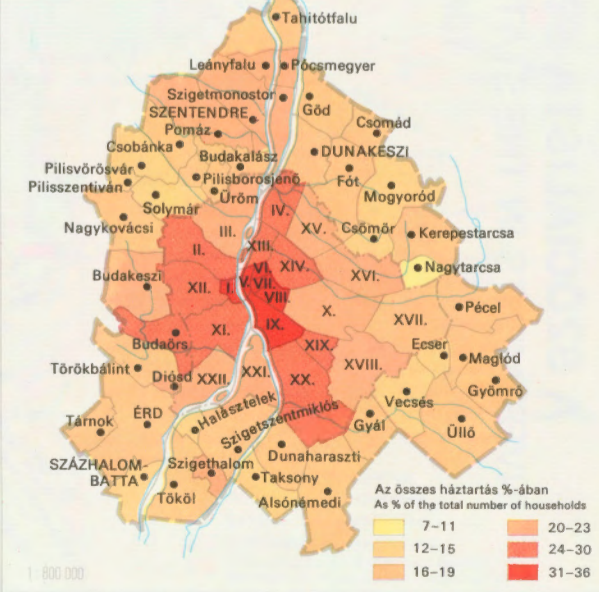 Tahitótfalu
Leányfalu
Pócsmegyer
Szigetmonostor
SZENTENDRE
Göd
Pomáz
Csomád
Csobánka
Budakalász
DUNAKESZI
Pilisvörösvár
Pilisborosjenő
Fót
Pilisszentiván
Üröm
Mogyoród
Solymár
IV.
Nagykovácsi
III.
XV.
Csömör
Kerepestarcsa
II.
XIII.
Budakeszi
VI.
XIV.
XVI.
Nagytarcsa
XII.
I.
V.
VII.
VIII.
X.
Pécel
XI.
IX.
XVII.
Budaörs
XIX.
Ecser
Maglód
Törökbálint
Diósd
XXII.
XXI.
XX.
XVIII.
Gyömrő
Vecsés
Tárnok
ÉRD
Halásztelek
Szigetszentmiklós
Gyál
Üllő
SZÁZHALOM-
BATTA
Szigethalom
Dunaharaszti
Tököl
Taksony
Alsónémedi
Az összes háztartás %-ában
As % of the total number of households
7–11
20–23
12–15
24–30
16–19
31–36
1 : 800 000